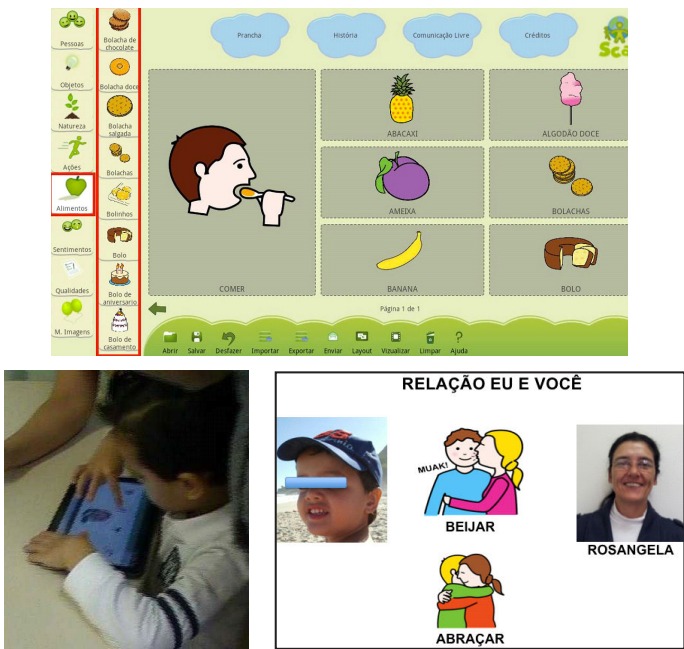 Prancha
História
Comunicação Livre
Créditos
Scá
Pessoas
Objetos
Natureza
Ações
Alimentos
Sentimentos
Qualidades
M. Imagens
Bolacha de
chocolate
Bolacha doce
Bolacha
salgada
Bolachas
Bolinhos
Bolo
Bolo de
aniversario
Bolo de
casamento
COMER
ABACAXI
ALGODÃO DOCE
AMEIXA
BOLACHAS
BANANA
BOLO
Página 1 de 1
Abrir
Salvar
Desfazer
Importar
Exportar
Enviar
Layout
Vizualizar
Limpar
Ajuda
RELAÇÃO EU E VOCÊ
MUAK!
BEIJAR
ROSANGELA
ABRAÇAR